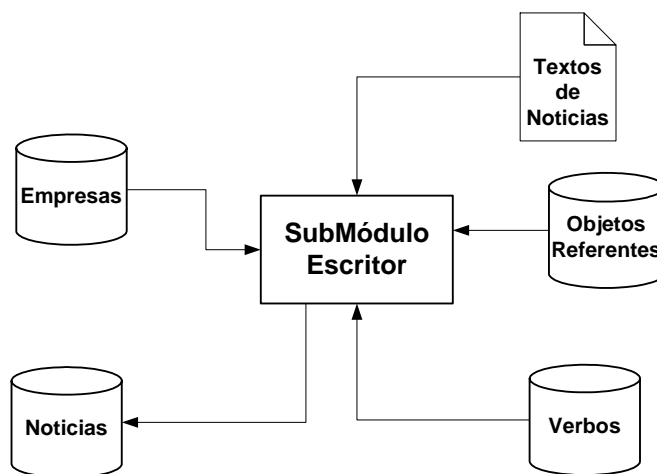 Textos
de
Noticias
Empresas
SubMódulo
Escritor
Objetos
Referentes
Noticias
Verbos